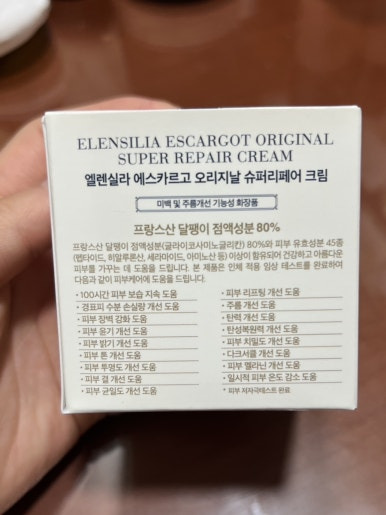 ELENSILIA ESCARGOT ORIGINAL
SUPER REPAIR CREAM
엘렌실라 에스카르고 오리지날 슈퍼리페어 크림
미백 및 주름개선 기능성 화장품
프랑스산 달팽이 점액성분 80%
프랑스산 달팽이 점액성분(글라이코사미노글리칸) 80%와 피부 유효성분 45종
(펩타이드, 히알루론산, 세라마이드, 아미노산 등) 이상이 함유되어 건강하고 아름다운
피부를 가꾸는 데 도움을 드립니다. 본 제품은 인체 적용 임상 테스트를 완료하여
다음과 같이 피부케어에 도움을 드립니다.
· 100시간 피부 보습 지속 도움
· 경표피 수분 손실량 개선 도움
· 피부 장벽 강화 도움
· 피부 윤기 개선 도움
· 피부 밝기 개선 도움
· 피부 톤 개선 도움
· 피부 투명도 개선 도움
· 피부 결 개선 도움
· 피부 균일도 개선 도움
· 피부 리프팅 개선 도움
· 주름 개선 도움
· 탄력 개선 도움
· 탄성복원력 개선 도움
· 피부 치밀도 개선 도움
· 다크서클 개선 도움
· 피부 멜라닌 개선 도움
· 일시적 피부 온도 감소 도움
* 피부 저자극테스트 완료